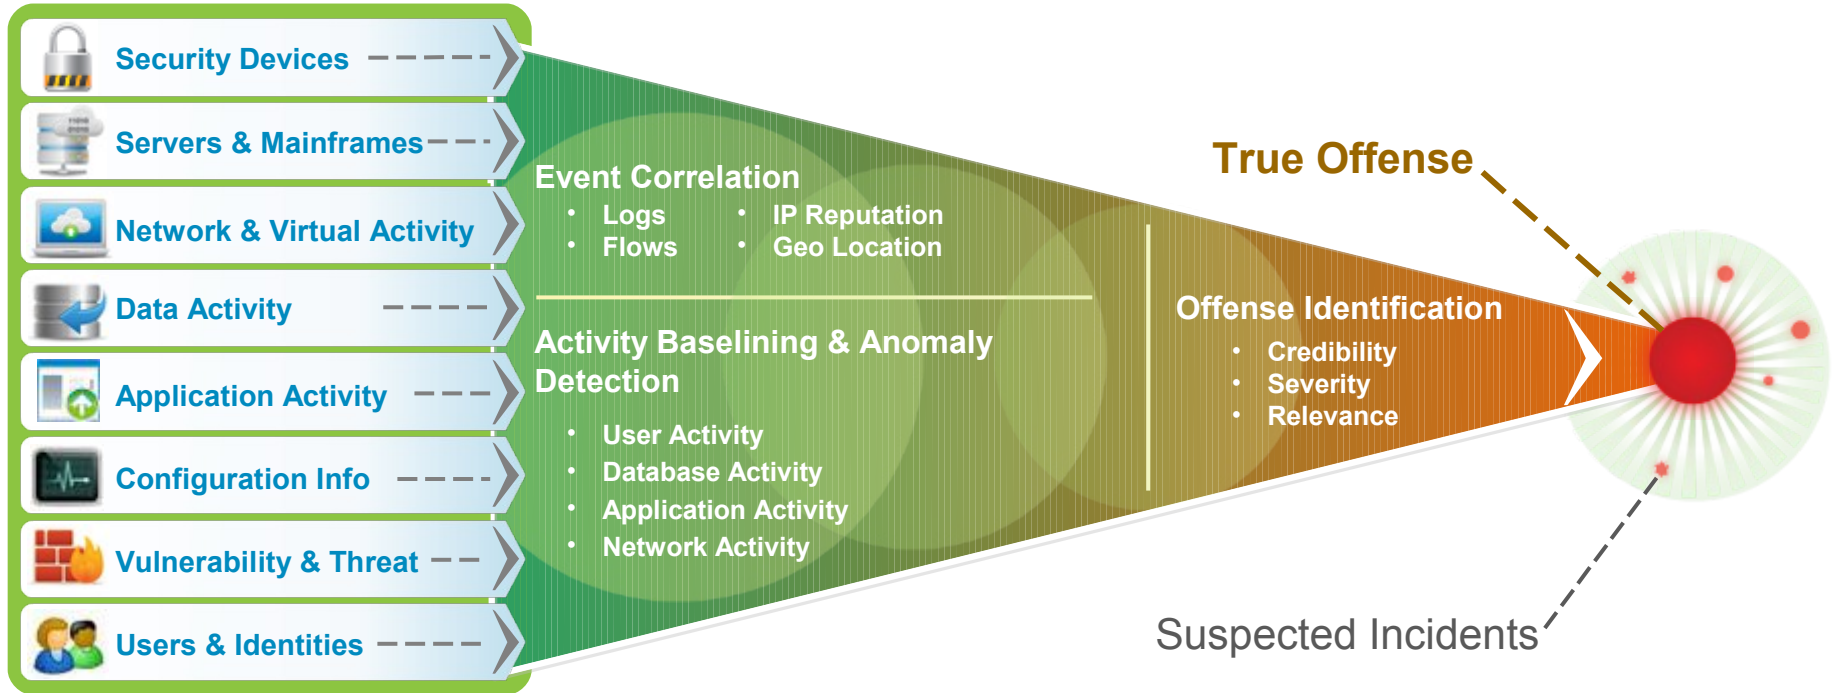 Security Devices
Servers & Mainframes
Network & Virtual Activity
Data Activity
Application Activity
Configuration Info
Vulnerability & Threat
Users & Identities
Event Correlation
• Logs
• Flows
• IP Reputation
• Geo Location
Activity Baselining & Anomaly
Detection
• User Activity
• Database Activity
• Application Activity
• Network Activity
Offense Identification
• Credibility
• Severity
• Relevance
True Offense
Suspected Incidents